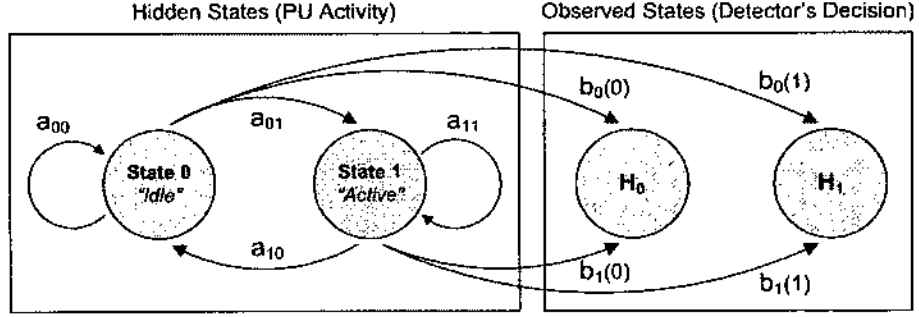 Hidden States (PU Activity)
Observed States (Detector's Decision)
a₀₀
State 0
"Idle"
a₀₁
State 1
"Active"
a₁₁
a₁₀
b₀(0)
b₀(1)
H₀
H₁
b₁(0)
b₁(1)